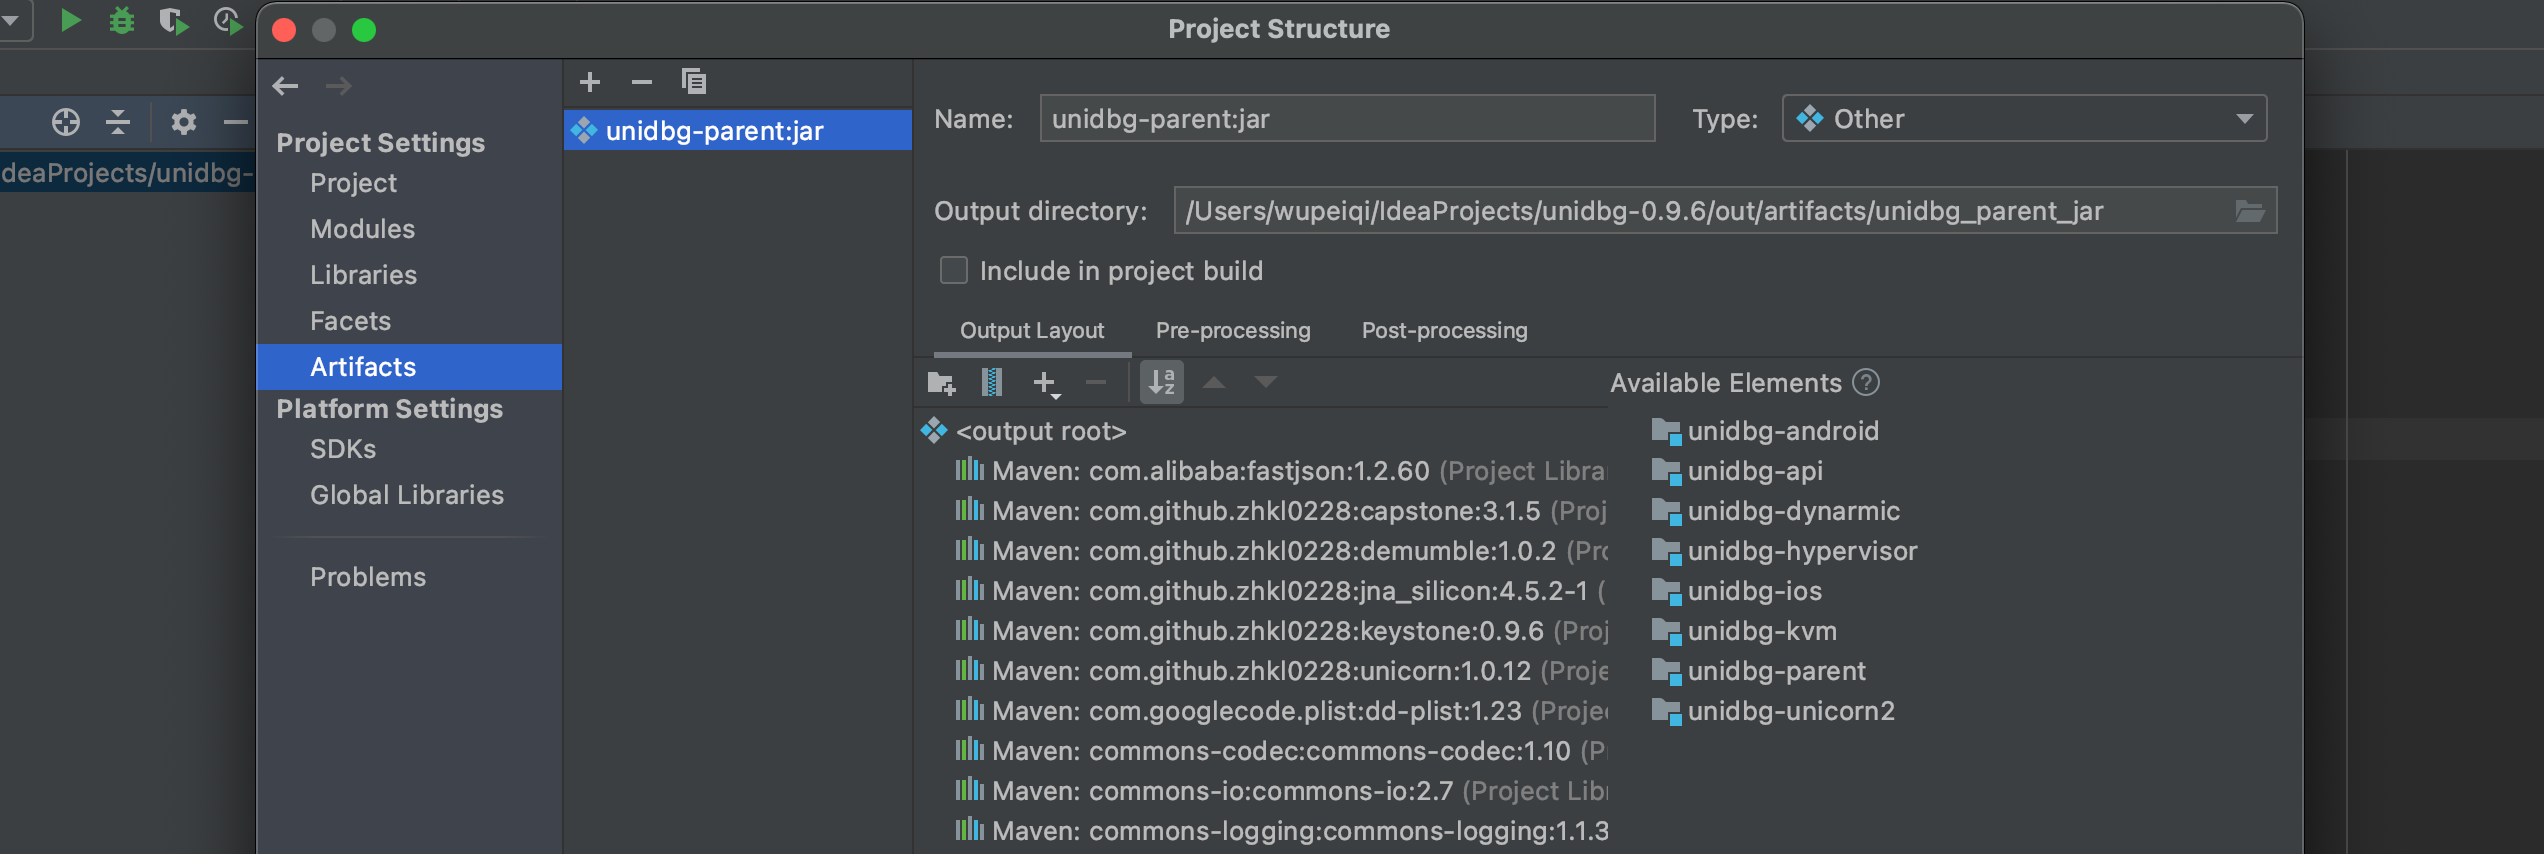 Project Structure
deaProjects/unidbg-
Project Settings
Project
Modules
Libraries
Facets
Artifacts
Platform Settings
SDKs
Global Libraries
Problems
unidbg-parent:jar
Name: unidbg-parent:jar Type: Other
Output directory: /Users/wupeiqi/IdeaProjects/unidbg-0.9.6/out/artifacts/unidbg_parent_jar
Include in project build
Output Layout Pre-processing Post-processing
<output root>
Maven: com.alibaba:fastjson:1.2.60 (Project Libra
Maven: com.github.zhkl0228:capstone:3.1.5 (Proj
Maven: com.github.zhkl0228:demumble:1.0.2 (Pro
Maven: com.github.zhkl0228:jna_silicon:4.5.2-1 (
Maven: com.github.zhkl0228:keystone:0.9.6 (Proj
Maven: com.github.zhkl0228:unicorn:1.0.12 (Proje
Maven: com.googlecode.plist:dd-plist:1.23 (Projec
Maven: commons-codec:commons-codec:1.10 (P
Maven: commons-io:commons-io:2.7 (Project Libr
Maven: commons-logging:commons-logging:1.1.3
Available Elements ?
unidbg-android
unidbg-api
unidbg-dynarmic
unidbg-hypervisor
unidbg-ios
unidbg-kvm
unidbg-parent
unidbg-unicorn2